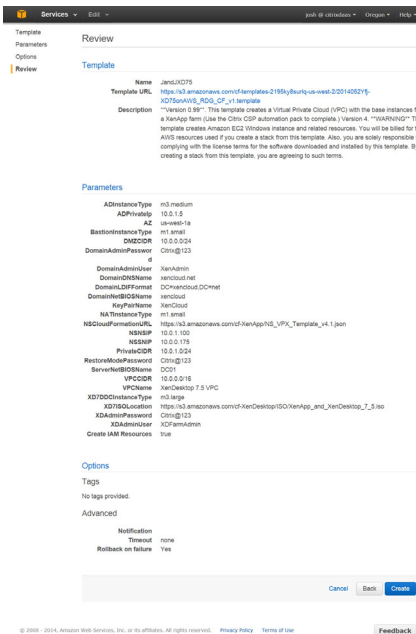 Services Edit josh @ citrixdaas Oregon Help
Template
Parameters
Options
Review
Review
Template
Name JandJXD75
Template URL https://s3.amazonaws.com/cf-templates-2195ky8surlq-us-west-2/2014052Yfj-
XD75onAWS_RDG_CF_v1.template
Description **Version 0.99**. This template creates a Virtual Private Cloud (VPC) with the base instances
a XenApp farm (Use the Citrix CSP automation pack to complete.) Version 4. **WARNING**
template creates Amazon EC2 Windows instance and related resources. You will be billed for
AWS resources used if you create a stack from this template. Also, you are solely responsible
complying with the license terms for the software downloaded and installed by this template.
creating a stack from this template, you are agreeing to such terms.
Parameters
ADInstanceType m3.medium
ADPrivateIp 10.0.1.5
AZ us-west-1a
BastionInstanceType m1.small
DMZCIDR 10.0.0.0/24
DomainAdminPasswor Citrix@123
d
DomainAdminUser XenAdmin
DomainDNSName xencloud.net
DomainLDIFFormat DC=xencloud,DC=net
DomainNetBIOSName xencloud
KeyPairName XenCloud
NATInstanceType m1.small
NSCloudFormationURL https://s3.amazonaws.com/cf-XenApp/NS_VPX_Template_v4.1.json
NSNSIP 10.0.1.100
NSSNIP 10.0.0.175
PrivateCIDR 10.0.1.0/24
RestoreModePassword Citrix@123
ServerNetBIOSName DC01
VPCCIDR 10.0.0.0/16
VPCName XenDesktop 7.5 VPC
XD7DDCInstanceType m3.large
XD7ISOLocation https://s3.amazonaws.com/cf-XenDesktop/ISO/XenApp_and_XenDesktop_7_5.iso
XDAdminPassword Citrix@123
XDAdminUser XDFarmAdmin
Create IAM Resources true
Options
Tags
No tags provided.
Advanced
Notification
Timeout none
Rollback on failure Yes
Cancel Back Create
© 2008 - 2014, Amazon Web Services, Inc. or its affiliates. All rights reserved. Privacy Policy Terms of Use Feedback